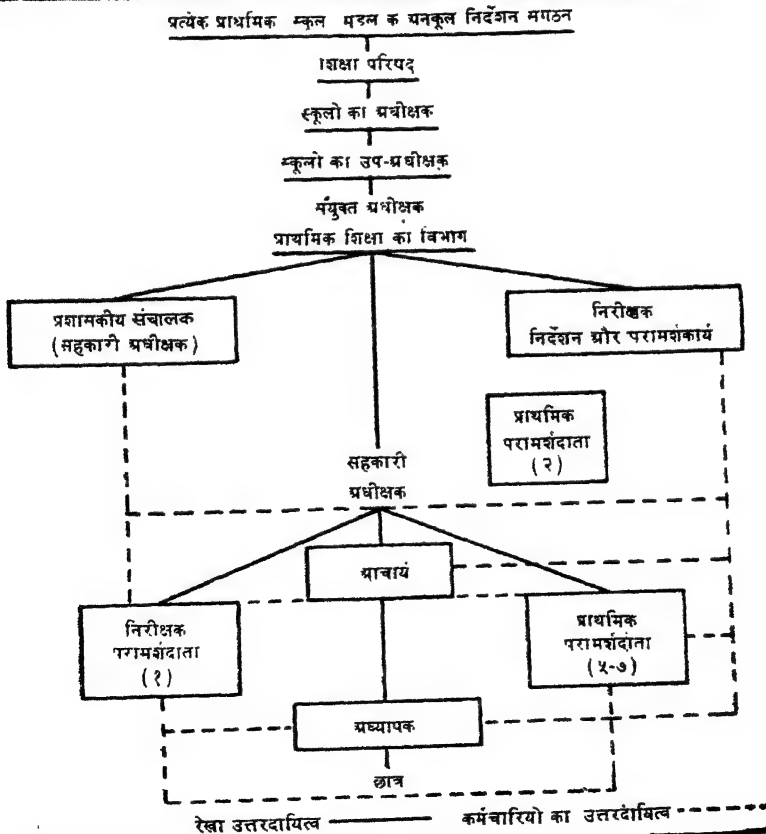 प्रत्येक प्राथमिक स्कूल मंडल क अनकूल निर्देशन संगठन
शिक्षा परिषद
स्कूलो का अधीक्षक
स्कूलो का उप-अधीक्षक
संयुक्त अधीक्षक
प्राथमिक शिक्षा का विभाग
प्रशासकीय संचालक
(सहकारी अधीक्षक)
निरीक्षक
निर्देशन और परामर्शकार्य
प्राथमिक
परामर्शदाता
(२)
सहकारी
अधीक्षक
आचार्य
निरीक्षक
परामर्शदाता
(१)
प्राथमिक
परामर्शदाता
(५-७)
अध्यापक
छात्र
रेखा उत्तरदायित्व
कर्मचारियो का उत्तरदायित्व